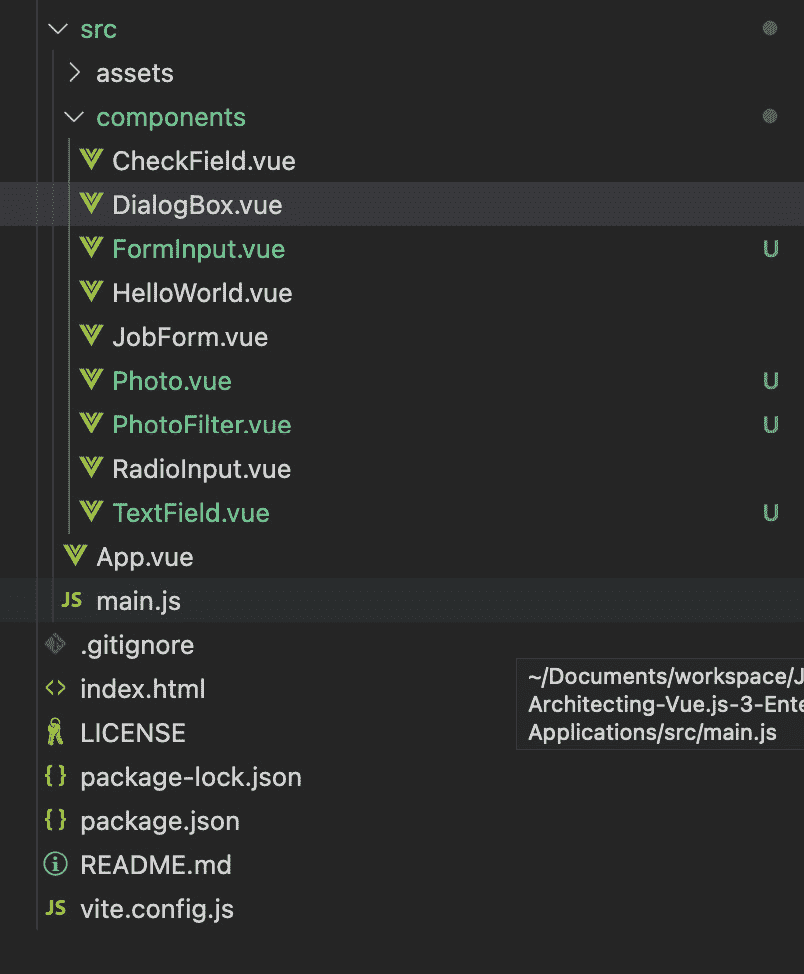 src
assets
components
CheckField.vue
DialogBox.vue
FormInput.vue U
HelloWorld.vue
JobForm.vue
Photo.vue U
PhotoFilter.vue U
RadioInput.vue
TextField.vue U
App.vue
JS main.js
.gitignore
<> index.html
LICENSE
{} package-lock.json
{} package.json
README.md
JS vite.config.js
~/Documents/workspace/J
Architecting-Vue.js-3-Ente
Applications/src/main.js